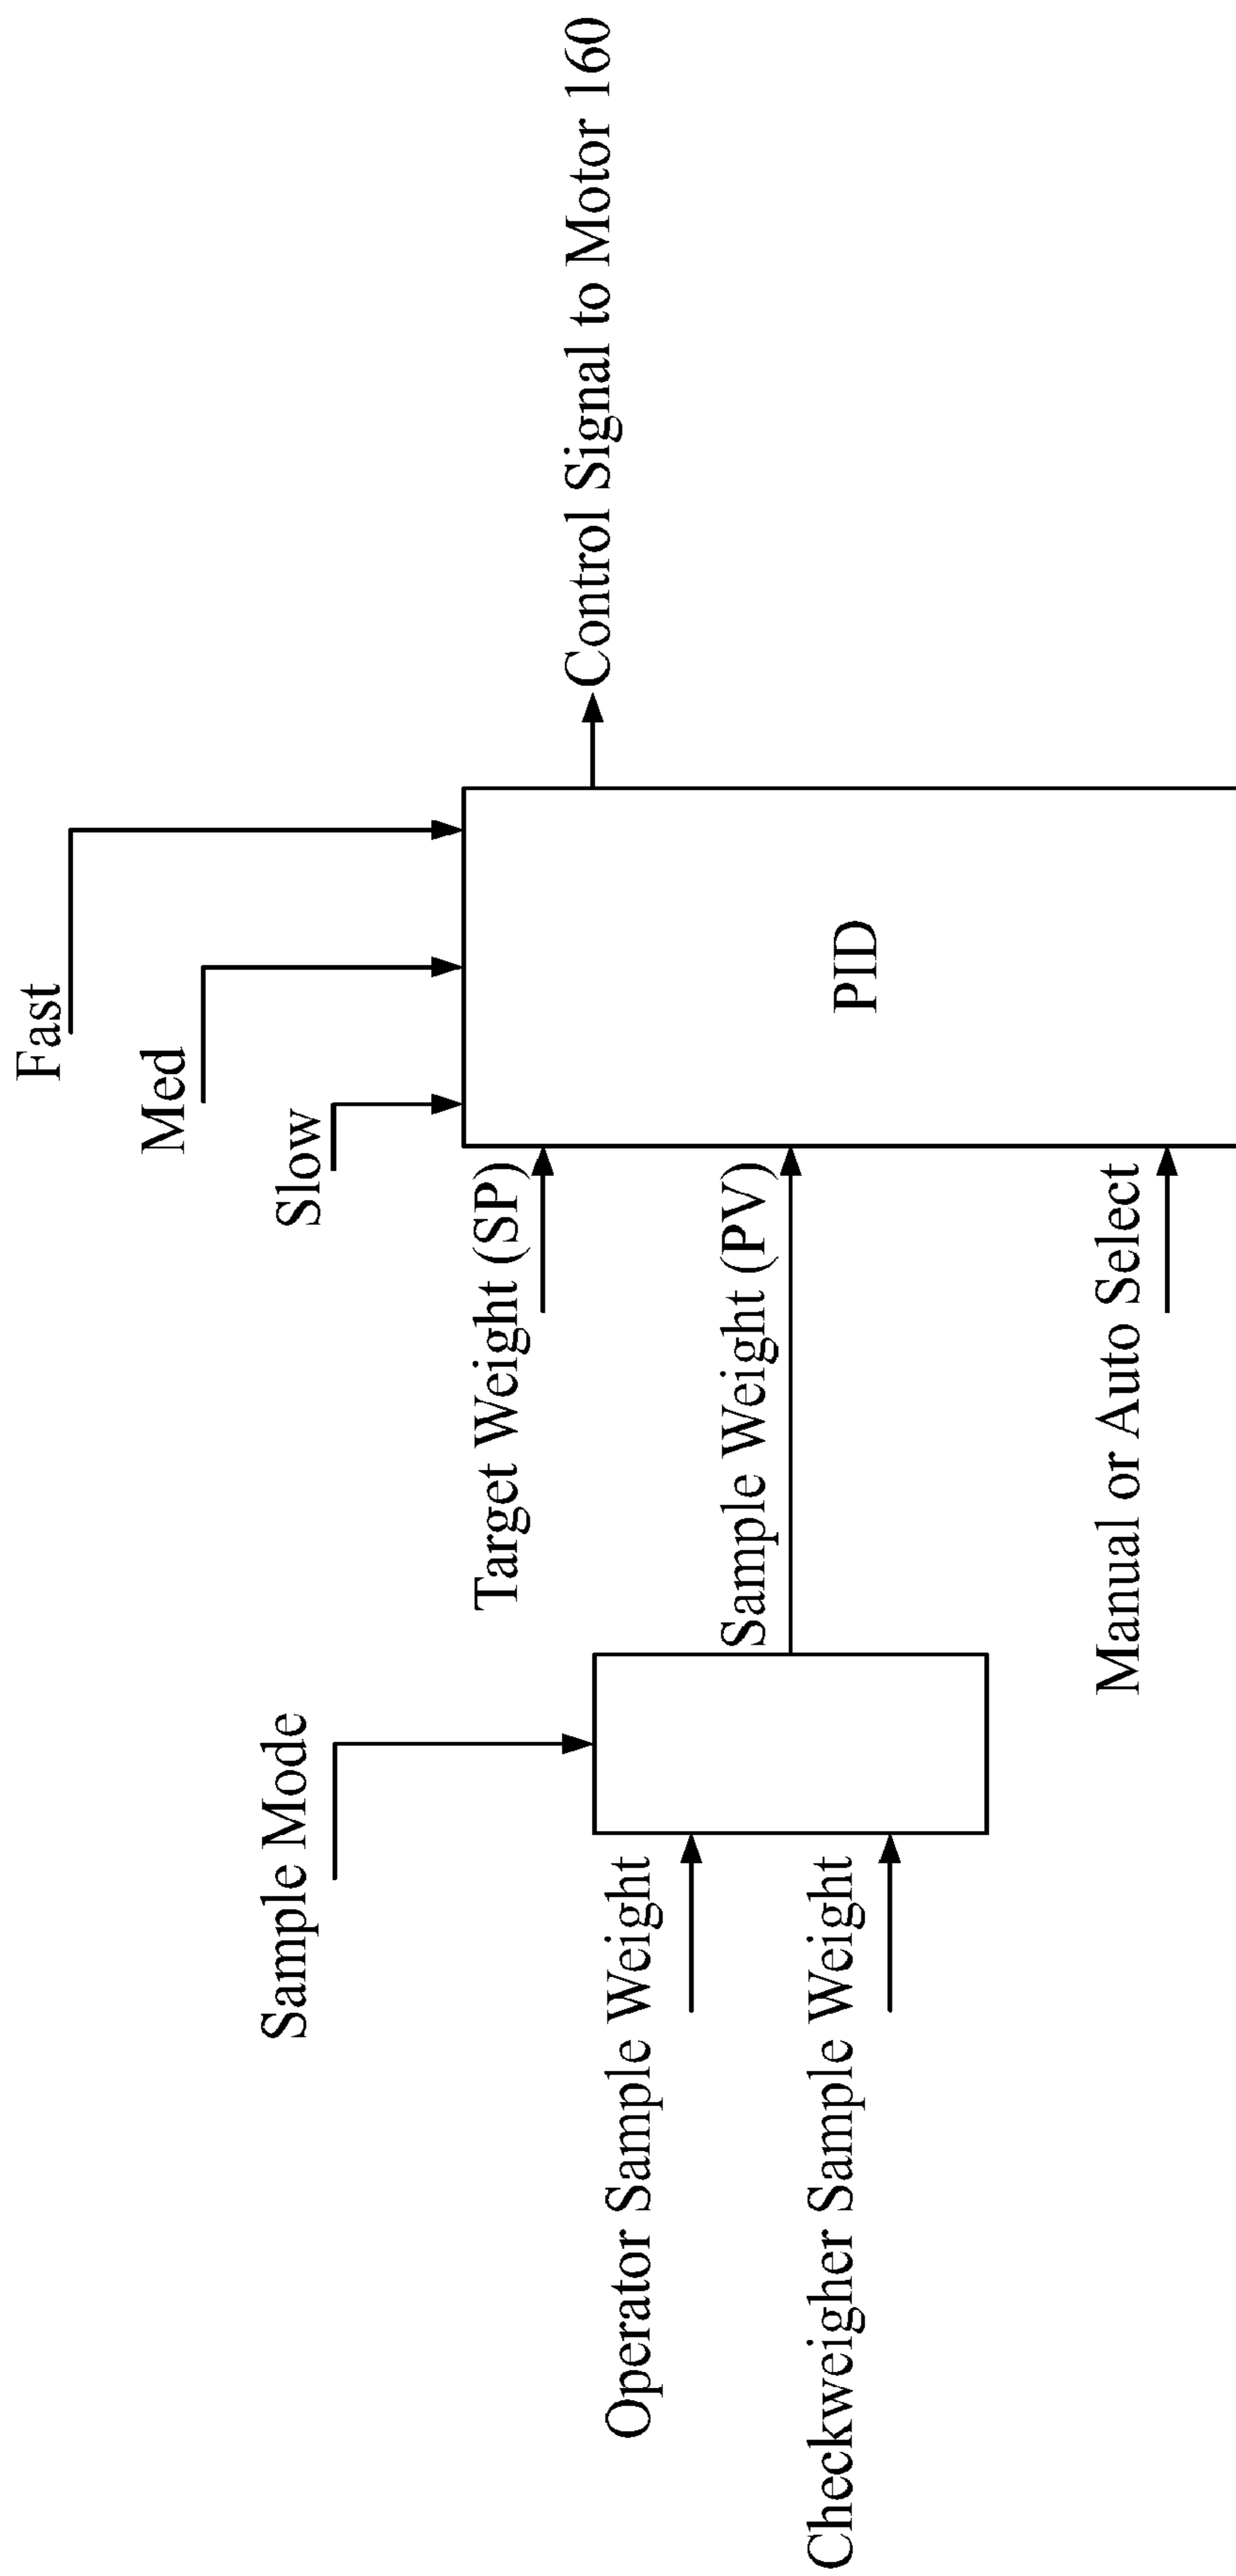 Fast
Med
Slow
Sample Mode
Target Weight (SP)
Control Signal to Motor 160
Operator Sample Weight
Sample Weight (PV)
Checkweigher Sample Weight
PID
Manual or Auto Select